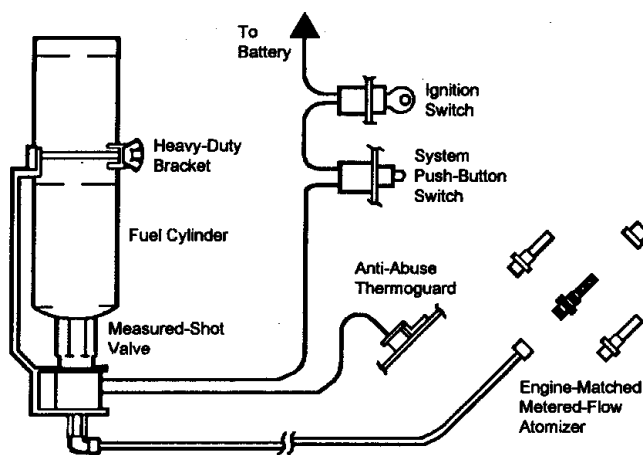 To
Battery
Ignition
Switch
Heavy-Duty
Bracket
System
Push-Button
Switch
Fuel Cylinder
Anti-Abuse
Thermoguard
Measured-Shot
Valve
Engine-Matched
Metered-Flow
Atomizer